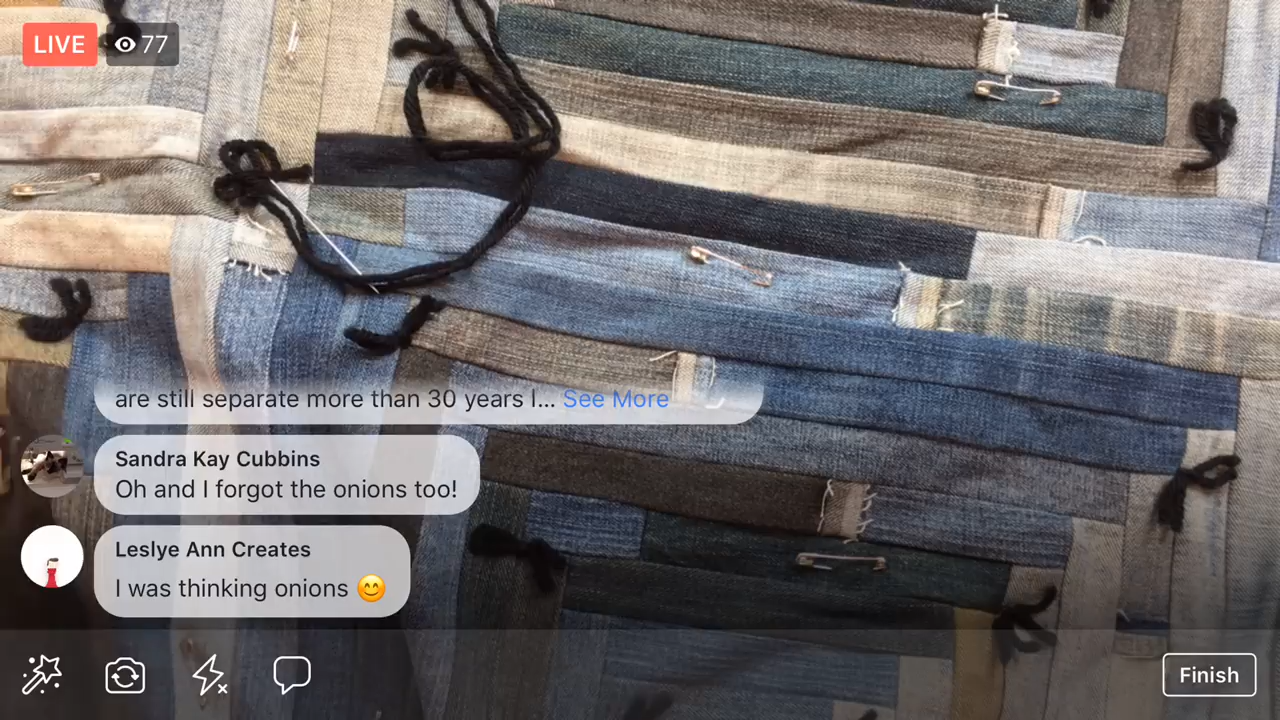 LIVE 77
are still separate more than 30 years l... See More
Sandra Kay Cubbins
Oh and I forgot the onions too!
Leslye Ann Creates
I was thinking onions 😊
Finish